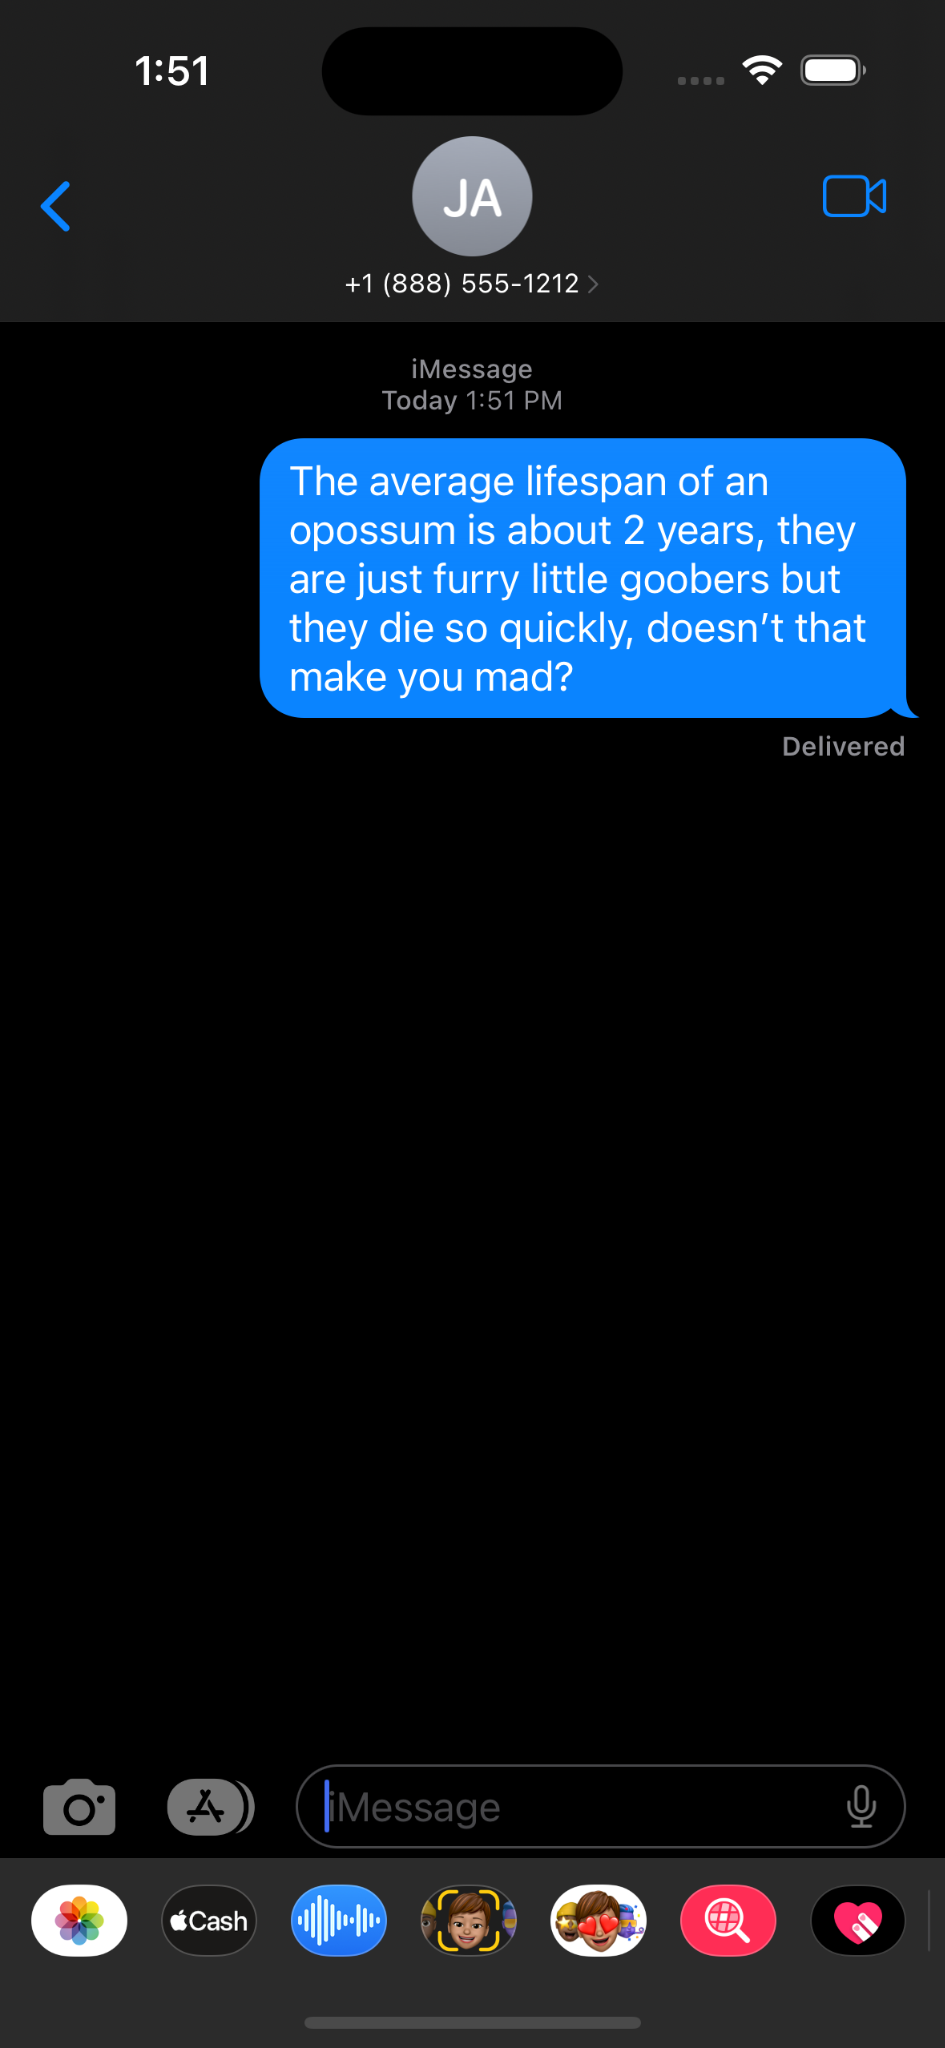 1:51
JA
+1 (888) 555-1212
iMessage
Today 1:51 PM
The average lifespan of an
opossum is about 2 years, they
are just furry little goobers but
they die so quickly, doesn't that
make you mad?
Delivered
iMessage
Cash